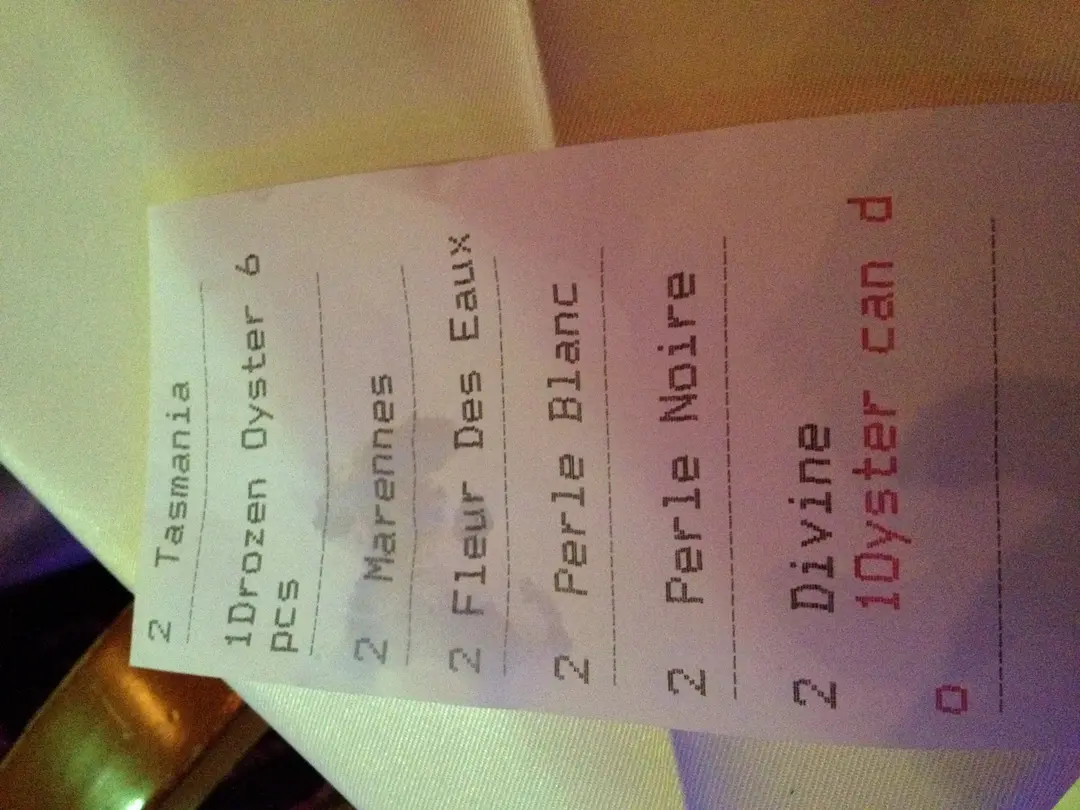 2 Tasmania
1Drozen Oyster 6
pcs
2 Marennes
2 Fleur Des Eaux
2 Perle Blanc
2 Perle Noire
2 Divine
1Oyster can d
o